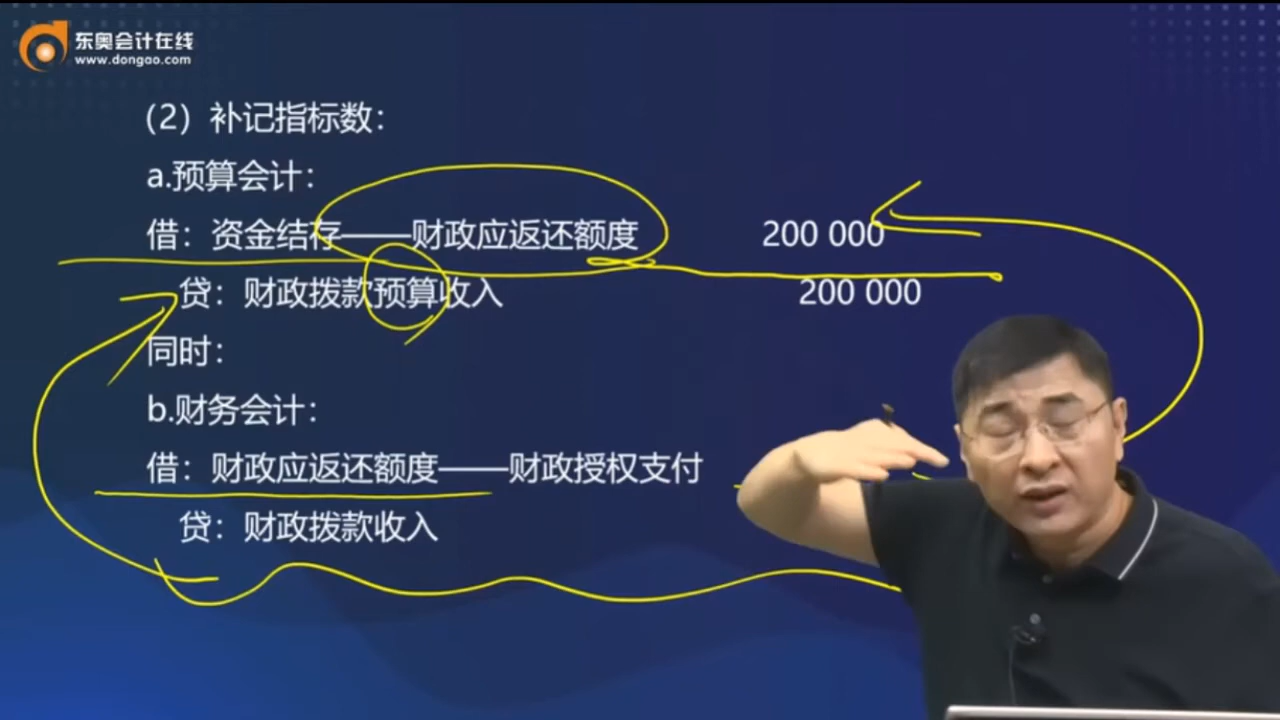 东奥会计在线
www.dongao.com
（2）补记指标数：
a.预算会计：
借：资金结存——财政应返还额度 200 000
贷：财政拨款预算收入 200 000
同时：
b.财务会计：
借：财政应返还额度——财政授权支付
贷：财政拨款收入